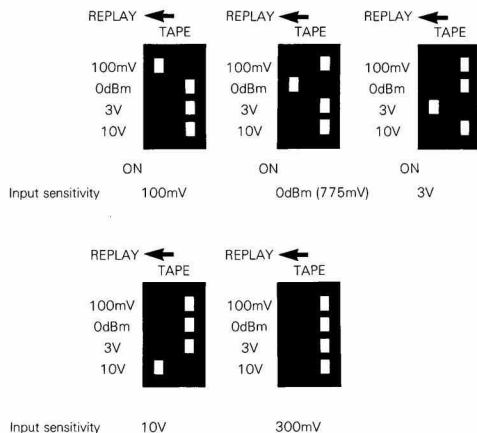 REPLAY REPLAY REPLAY
TAPE TAPE TAPE
100mV 100mV 100mV
0dBm 0dBm 0dBm
3V 3V 3V
10V 10V 10V
ON ON ON
Input sensitivity 100mV 0dBm (775mV) 3V
REPLAY REPLAY
TAPE TAPE
100mV 100mV
0dBm 0dBm
3V 3V
10V 10V
Input sensitivity 10V 300mV